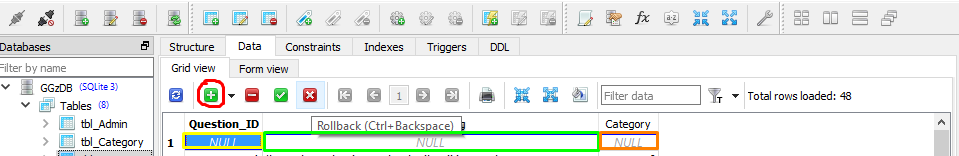 Databases
Structure Data Constraints Indexes Triggers DDL
Filter by name
Grid view Form view
GGzDB (SQLite 3)
Tables (8)
1 Filter data Total rows loaded: 48
tbl_Admin
Question_ID Category
Rollback (Ctrl+Backspace)
tbl_Category
1 NULL NULL NULL